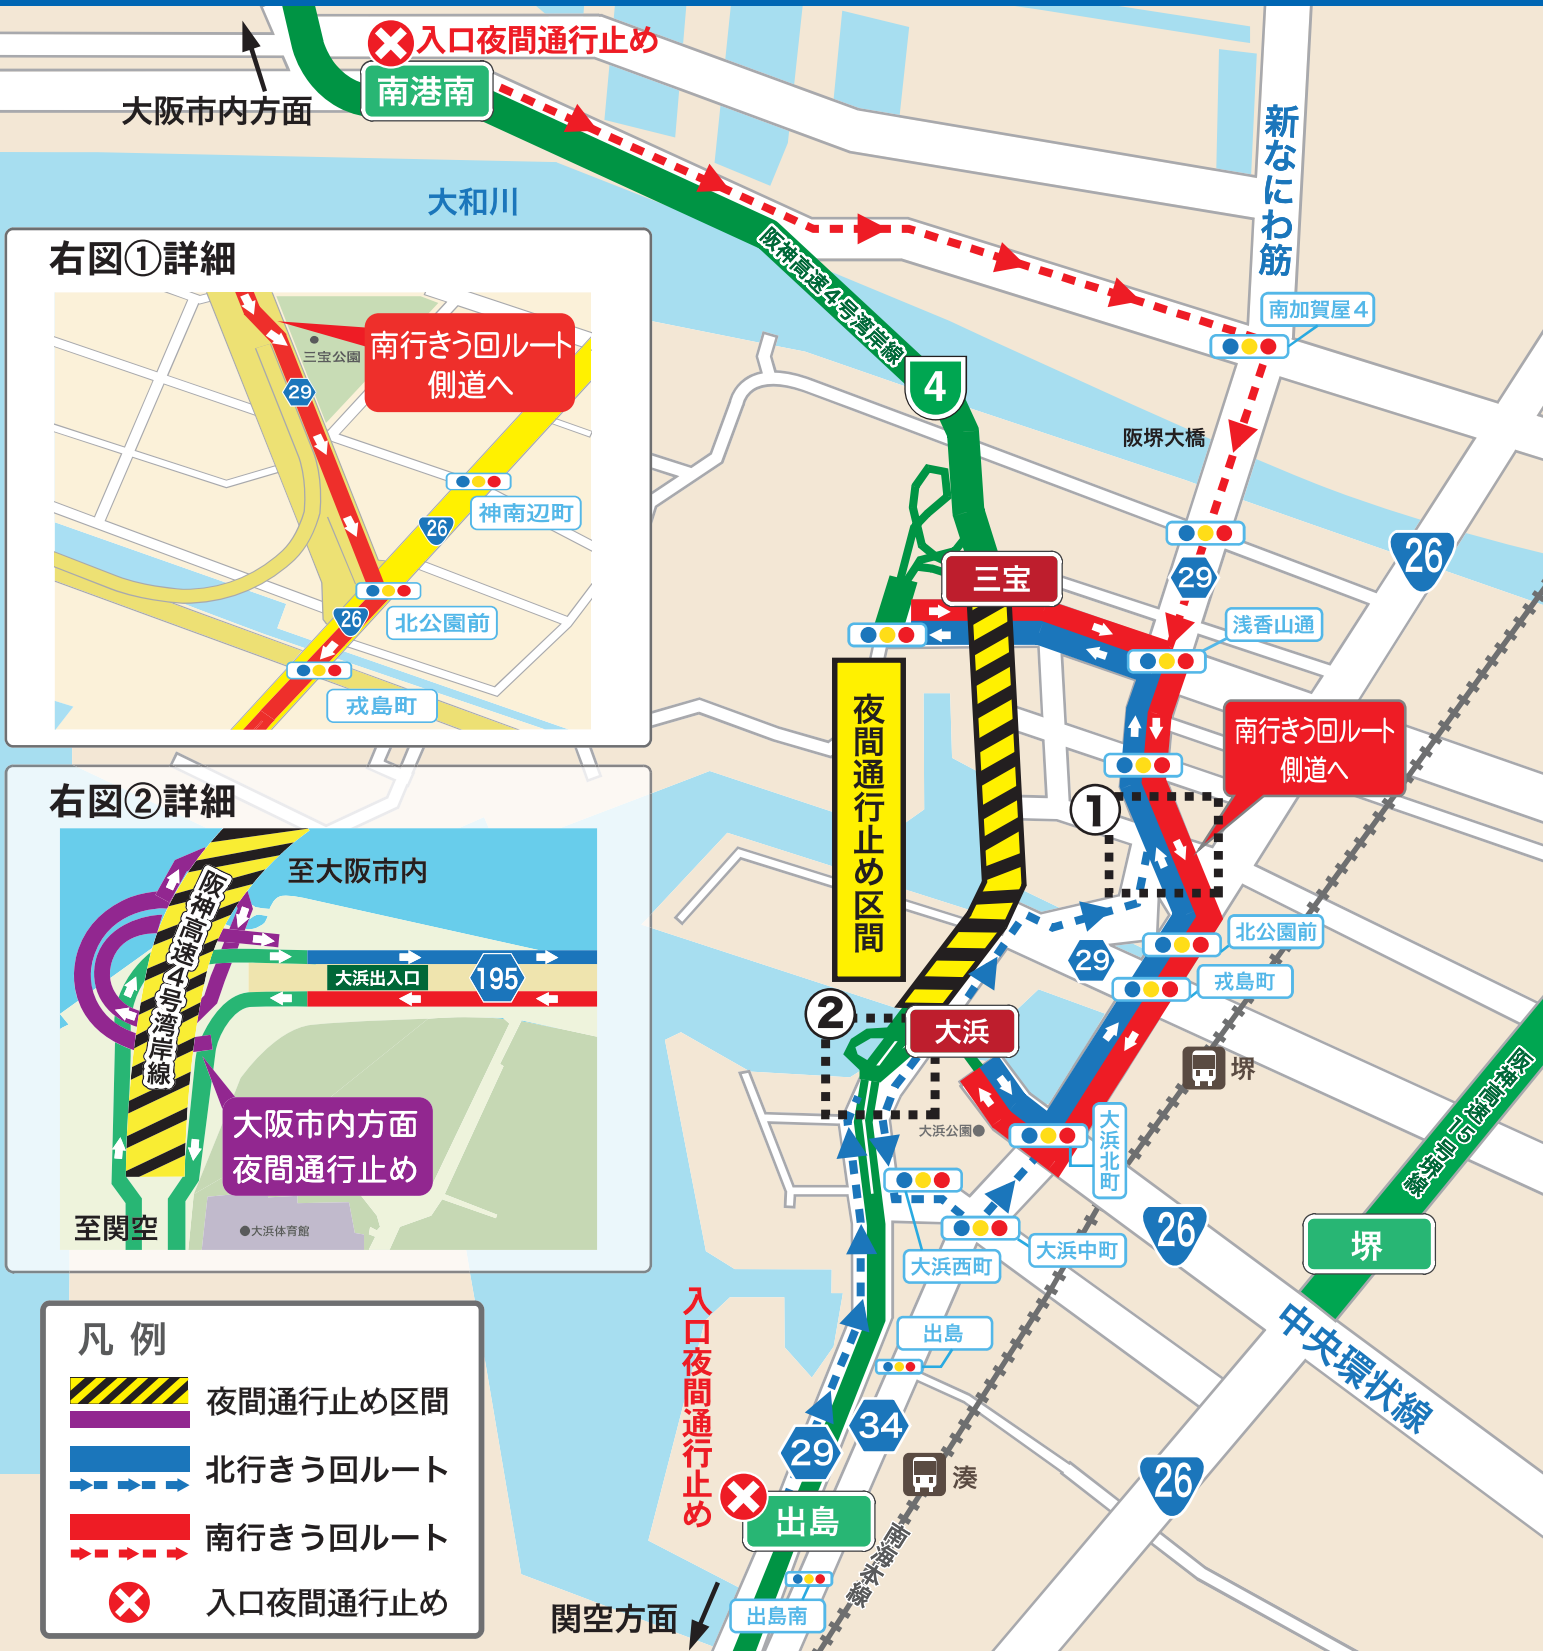 入口夜間通行止め
南港南
大阪市内方面
大和川
新なにわ筋
阪神高速4号湾岸線
南加賀屋4
4
阪堺大橋
右図①詳細
南行きう回ルート
側道へ
三宝公園
29
神南辺町
26
26
北公園前
戎島町
三宝
29
26
浅香山通
夜間通行止め区間
南行きう回ルート
側道へ
1
右図②詳細
至大阪市内
阪神高速4号湾岸線
大浜出入口
195
大阪市内方面
夜間通行止め
至関空
大浜体育館
北公園前
29
戎島町
2
大浜
堺
大浜公園
大浜北町
阪神高速15号堺線
26
大浜中町
大浜西町
堺
入口夜間通行止め
出島
中央環状線
34
29
湊
26
出島
南海本線
関空方面
出島南
凡例
夜間通行止め区間
北行きう回ルート
南行きう回ルート
入口夜間通行止め